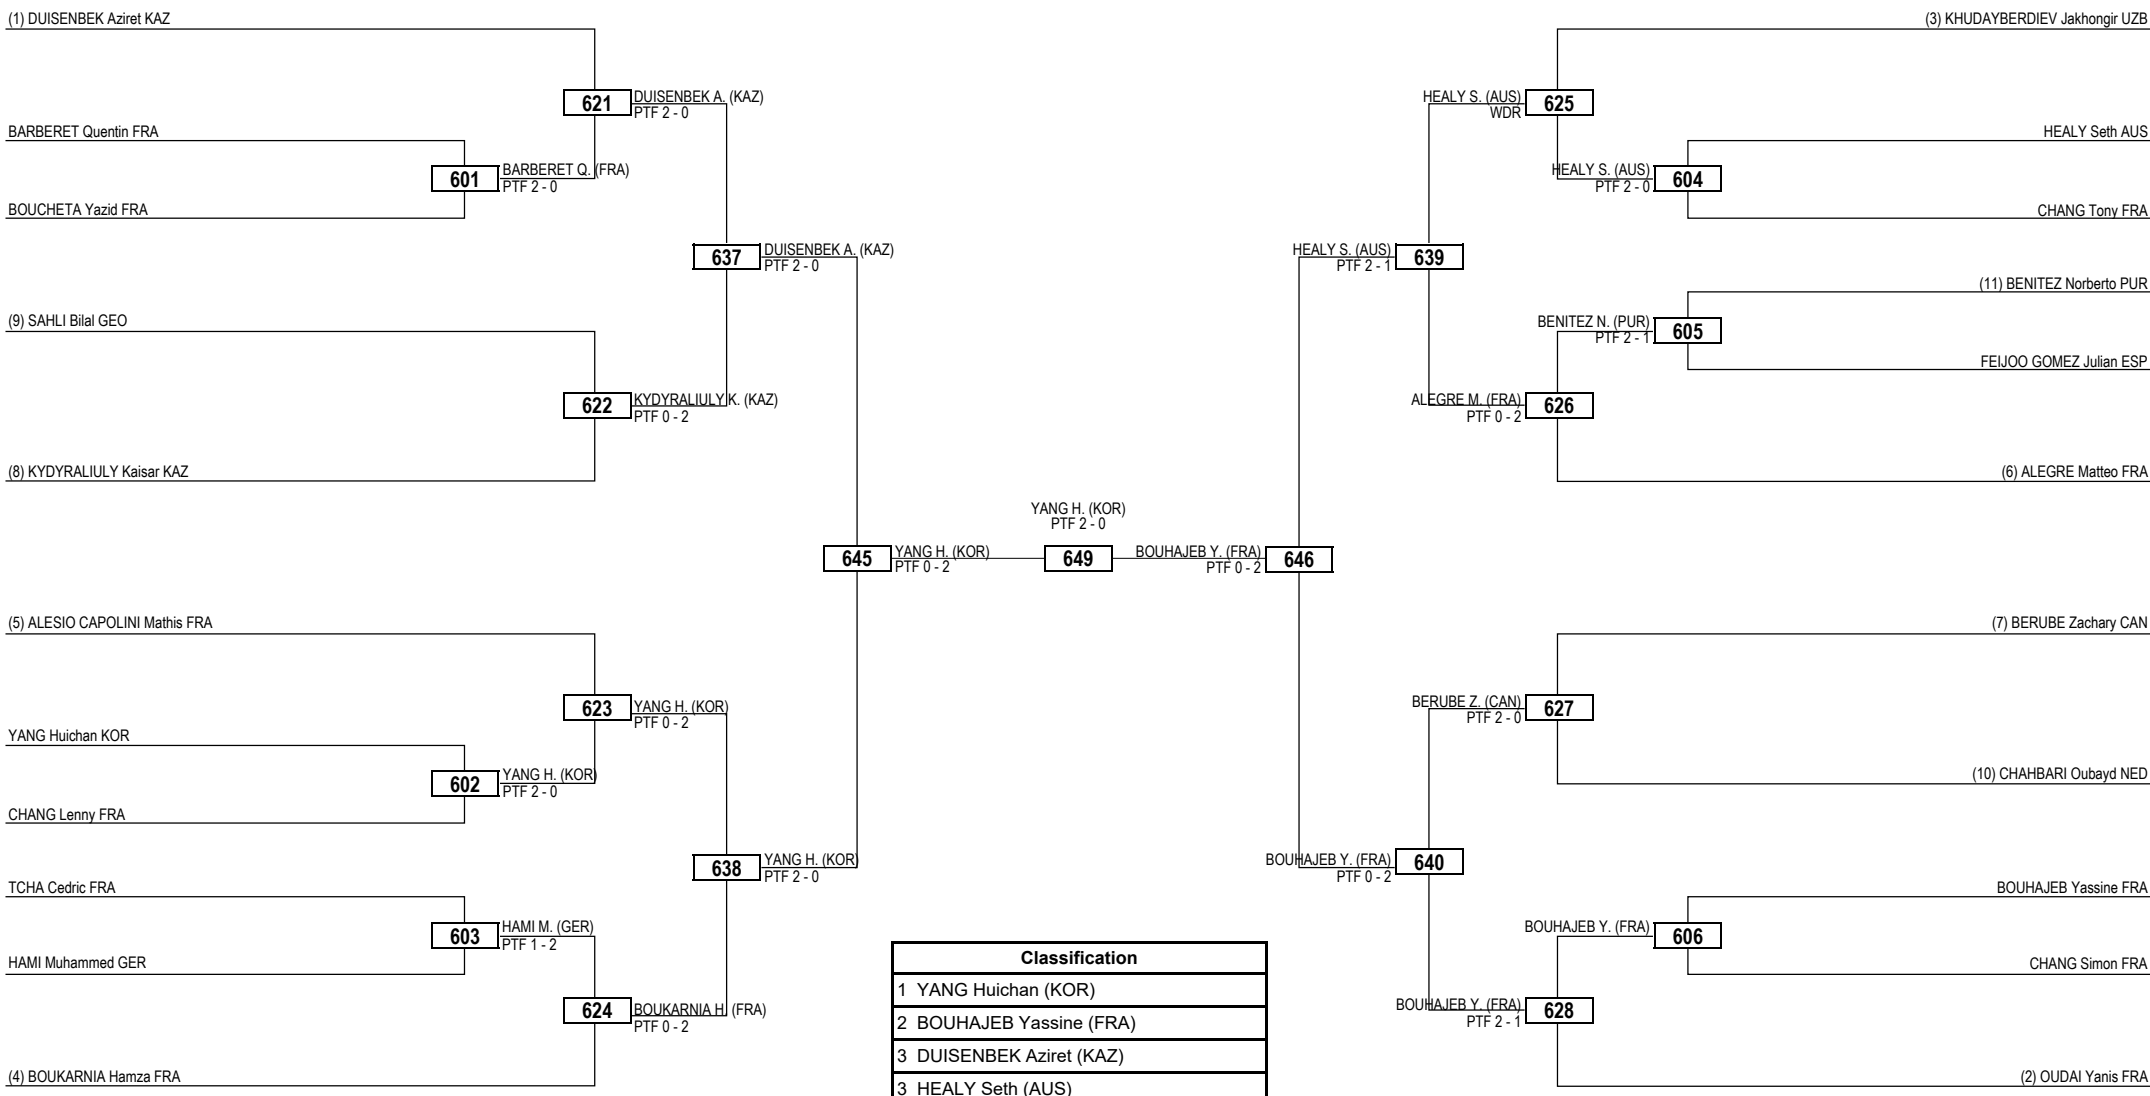 (1) DUISENBEK Aziret KAZ
(3) KHUDAYBERDIEV Jakhongir UZB
621
DUISENBEK A. (KAZ)
PTF 2 - 0
HEALY S. (AUS)
WDR
625
BARBERET Quentin FRA
HEALY Seth AUS
601
BARBERET Q. (FRA)
PTF 2 - 0
HEALY S. (AUS)
PTF 2 - 0
604
BOUCHETA Yazid FRA
CHANG Tony FRA
637
DUISENBEK A. (KAZ)
PTF 2 - 0
HEALY S. (AUS)
PTF 2 - 1
639
(11) BENITEZ Norberto PUR
(9) SAHLI Bilal GEO
BENITEZ N. (PUR)
PTF 2 - 1
605
FEIJOO GOMEZ Julian ESP
622
KYDYRALIULY K. (KAZ)
PTF 0 - 2
ALEGRE M. (FRA)
PTF 0 - 2
626
(8) KYDYRALIULY Kaisar KAZ
(6) ALEGRE Matteo FRA
YANG H. (KOR)
PTF 2 - 0
645
YANG H. (KOR)
PTF 0 - 2
649
BOUHAJEB Y. (FRA)
PTF 0 - 2
646
(5) ALESIO CAPOLINI Mathis FRA
(7) BERUBE Zachary CAN
623
YANG H. (KOR)
PTF 0 - 2
BERUBE Z. (CAN)
PTF 2 - 0
627
YANG Huichan KOR
602
YANG H. (KOR)
PTF 2 - 0
(10) CHAHBARI Oubayd NED
CHANG Lenny FRA
638
YANG H. (KOR)
PTF 2 - 0
BOUHAJEB Y. (FRA)
PTF 0 - 2
640
TCHA Cedric FRA
BOUHAJEB Yassine FRA
603
HAMI M. (GER)
PTF 1 - 2
BOUHAJEB Y. (FRA)
606
HAMI Muhammed GER
CHANG Simon FRA
624
BOUKARNIA H. (FRA)
PTF 0 - 2
BOUHAJEB Y. (FRA)
PTF 2 - 1
628
(4) BOUKARNIA Hamza FRA
(2) OUDAI Yanis FRA
Classification
1 YANG Huichan (KOR)
2 BOUHAJEB Yassine (FRA)
3 DUISENBEK Aziret (KAZ)
3 HEALY Seth (AUS)